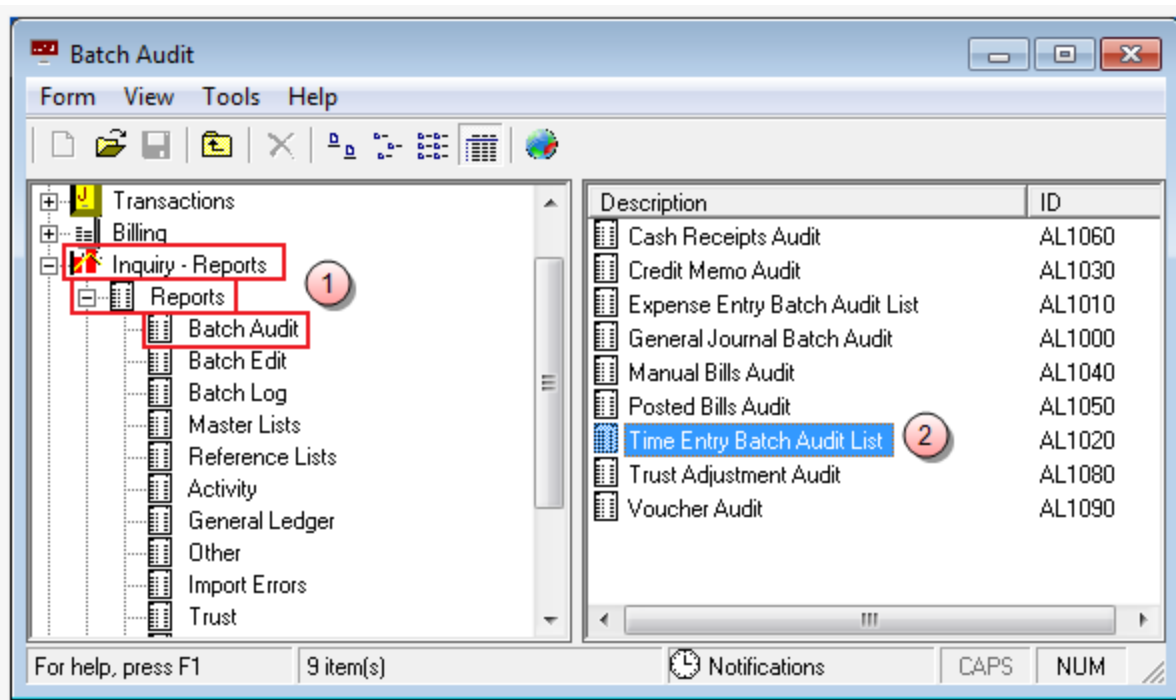 Batch Audit
Form View Tools Help
Transactions
Billing
Inquiry - Reports
1
Reports
Batch Audit
Batch Edit
Batch Log
Master Lists
Reference Lists
Activity
General Ledger
Other
Import Errors
Trust
Description ID
Cash Receipts Audit AL1060
Credit Memo Audit AL1030
Expense Entry Batch Audit List AL1010
General Journal Batch Audit AL1000
Manual Bills Audit AL1040
Posted Bills Audit AL1050
Time Entry Batch Audit List 2 AL1020
Trust Adjustment Audit AL1080
Voucher Audit AL1090
For help, press F1 9 item(s) Notifications CAPS NUM